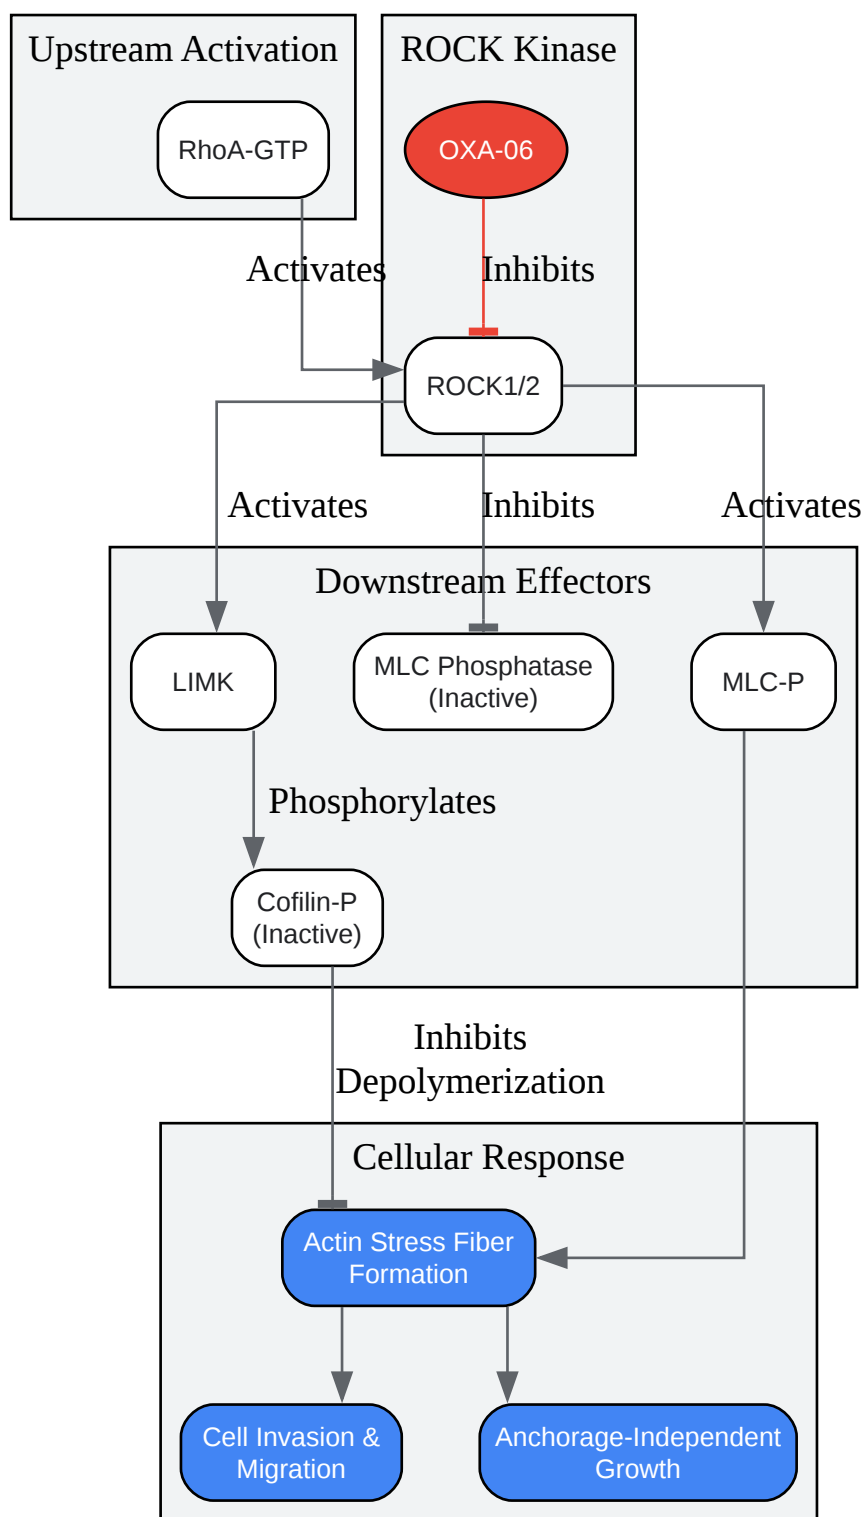 Upstream Activation
ROCK Kinase
RhoA-GTP
OXA-06
Activates
Inhibits
ROCK1/2
Activates
Inhibits
Activates
Downstream Effectors
LIMK
MLC Phosphatase
(Inactive)
MLC-P
Phosphorylates
Cofilin-P
(Inactive)
Inhibits
Depolymerization
Cellular Response
Actin Stress Fiber
Formation
Cell Invasion &
Migration
Anchorage-Independent
Growth